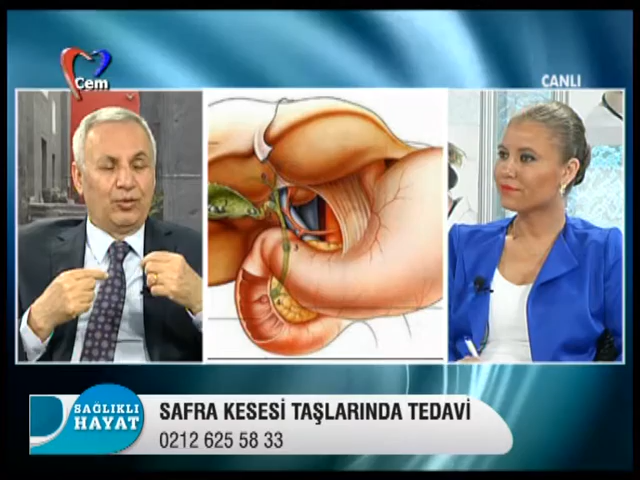 Cem
CANLI
SAĞLIKLI
HAYAT
SAFRA KESESİ TAŞLARINDA TEDAVİ
0212 625 58 33